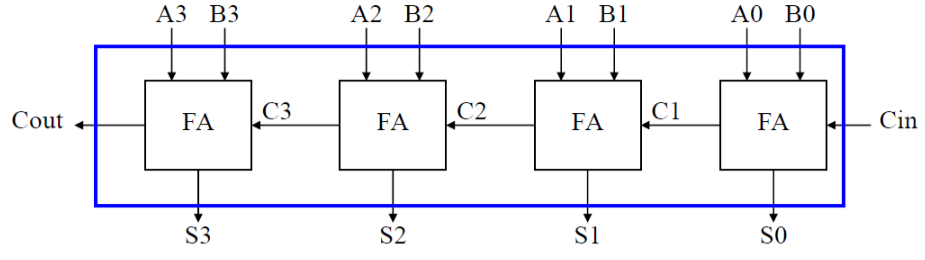 A3 B3 A2 B2 A1 B1 A0 B0
Cout FA C3 FA C2 FA C1 FA Cin
S3 S2 S1 S0